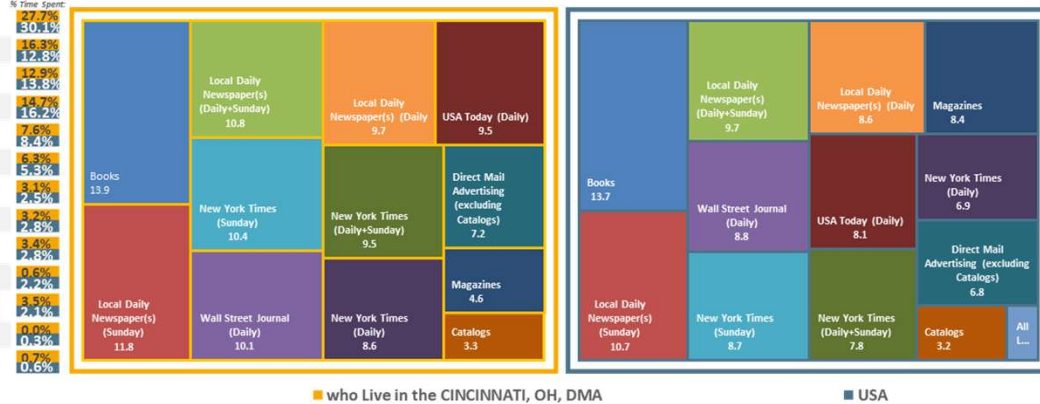 % Time Spent:
27.7%
30.1%
16.3%
12.8%
12.9%
13.8%
14.7%
16.2%
7.6%
8.4%
6.3%
5.3%
3.1%
2.5%
3.2%
2.8%
3.4%
2.8%
0.6%
2.2%
3.5%
2.1%
0.0%
0.3%
0.7%
0.6%
Books
13.9
Local Daily
Newspaper(s)
(Sunday)
11.8
Local Daily
Newspaper(s)
(Daily+Sunday)
10.8
New York Times
(Sunday)
10.4
Wall Street Journal
(Daily)
10.1
Local Daily
Newspaper(s) (Daily
9.7
USA Today (Daily)
9.5
New York Times
(Daily+Sunday)
9.5
New York Times
(Daily)
8.6
Direct Mail
Advertising
(excluding
Catalogs)
7.2
Magazines
4.6
Catalogs
3.3
Books
13.7
Local Daily
Newspaper(s)
(Sunday)
10.7
Local Daily
Newspaper(s)
(Daily+Sunday)
9.7
Wall Street Journal
(Daily)
8.8
New York Times
(Sunday)
8.7
Local Daily
Newspaper(s) (Daily
8.6
Magazines
8.4
USA Today (Daily)
8.1
New York Times
(Daily+Sunday)
7.8
New York Times
(Daily)
6.9
Direct Mail
Advertising (excluding
Catalogs)
6.8
Catalogs
3.2
All
L...
who Live in the CINCINNATI, OH, DMA
USA